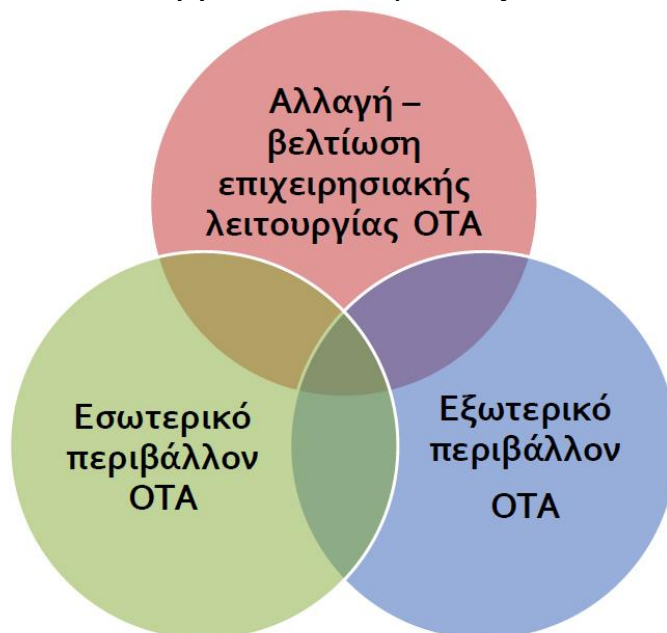 Αλλαγή –
βελτίωση
επιχειρησιακής
λειτουργίας ΟΤΑ
Εσωτερικό
περιβάλλον
ΟΤΑ
Εξωτερικό
περιβάλλον
ΟΤΑ